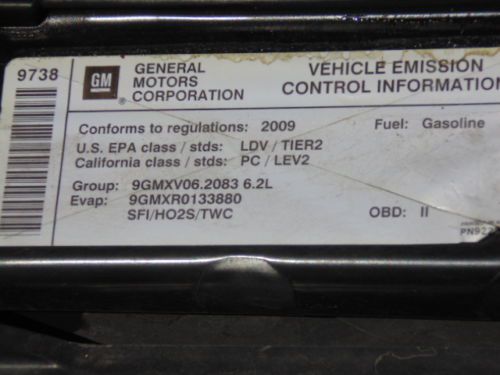 9738
GM
GENERAL
MOTORS
CORPORATION
VEHICLE EMISSION
CONTROL INFORMATION
Conforms to regulations: 2009
Fuel: Gasoline
U.S. EPA class / stds: LDV / TIER2
California class / stds: PC / LEV2
Group: 9GMXV06.2083 6.2L
Evap: 9GMXR0133880
SFI/HO2S/TWC
OBD: II